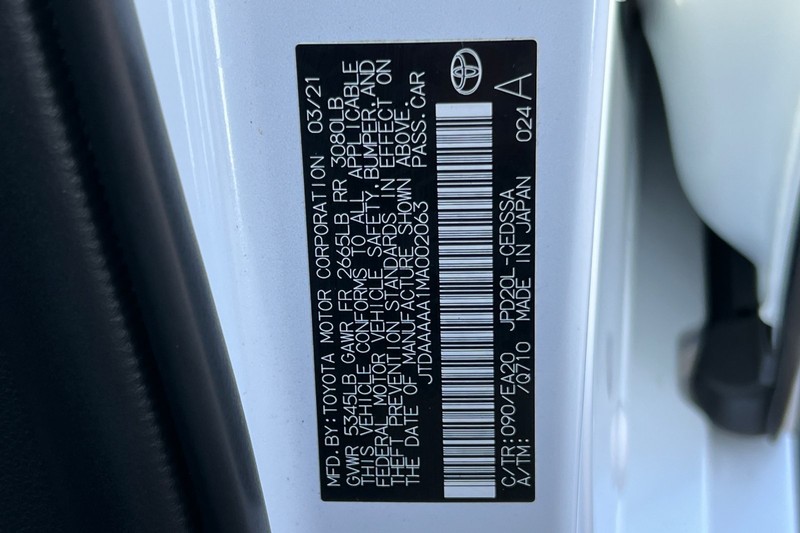 MFD. BY: TOYOTA MOTOR CORPORATION 03/21
GVWR 5345LB GAWR FR 2665LB RR 3080LB
THIS VEHICLE CONFORMS TO ALL APPLICABLE
FEDERAL MOTOR VEHICLE SAFETY, BUMPER, AND
THEFT PREVENTION STANDARDS IN EFFECT ON
THE DATE OF MANUFACTURE SHOWN ABOVE.
JTDAAAAA1MA002063 PASS. CAR
C/TR:090/EA20 JPD20L-CEDSSA 024 A
A/TM: /Q710 MADE IN JAPAN